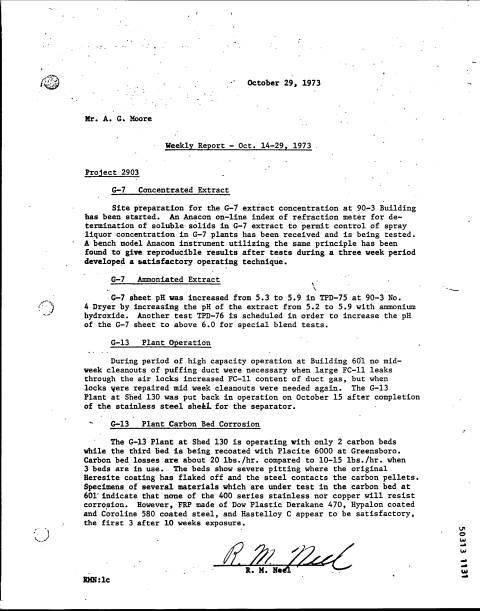 October 29, 1973
Mr. A. G. Moore
Weekly Report - Oct. 14-29, 1973
Project 2903
G-7 Concentrated Extract
Site preparation for the G-7 extract concentration at 90-3 Building
has been started. An Anacon on-line index of refraction meter for de-
termination of soluble solids in G-7 extract to permit control of spray
liquor concentration in G-7 plants has been received and is being tested.
A bench model Anacom instrument utilizing the same principle has been
found to give reproducible results after tests during a three week period
developed a satisfactory operating technique.
G-7 Ammoniated Extract
G-7 sheet pH was increased from 5.3 to 5.9 in TPD-75 at 90-3 No.
4 Dryer by increasing the pH of the extract from 5.2 to 5.9 with ammonium
hydroxide. Another test TPD-76 is scheduled in order to increase the pH
of the G-7 sheet to above 6.0 for special blend tests.
G-13 Plant Operation
During period of high capacity operation at Building 601 no mid-
week cleanouts of puffing duct were necessary when large FC-11 leaks
through the air locks increased FC-11 content of duct gas, but when
locks were repaired mid week cleanouts were needed again. The G-13
Plant at Shed 130 was put back in operation on October 15 after completion
of the stainless steel shell for the separator.
G-13 Plant Carbon Bed Corrosion
The G-13 Plant at Shed 130 is operating with only 2 carbon beds
while the third bed is being recoated with Placite 6000 at Greensboro.
Carbon bed losses are about 20 lbs./hr. compared to 10-15 lbs./hr. when
3 beds are in use. The beds show severe pitting where the original
Heresite coating has flaked off and the steel contacts the carbon pellets.
Specimens of several materials which are under test in the carbon bed at
601 indicate that none of the 400 series stainless nor copper will resist
corrosion. However, FRP made of Dow Plastic Derakane 470, Hypalon coated
and Coroline 580 coated steel, and Hastelloy C appear to be satisfactory,
the first 3 after 10 weeks exposure.
R. M. Neel
R. M. Neel
RMN:lc
50313 1131